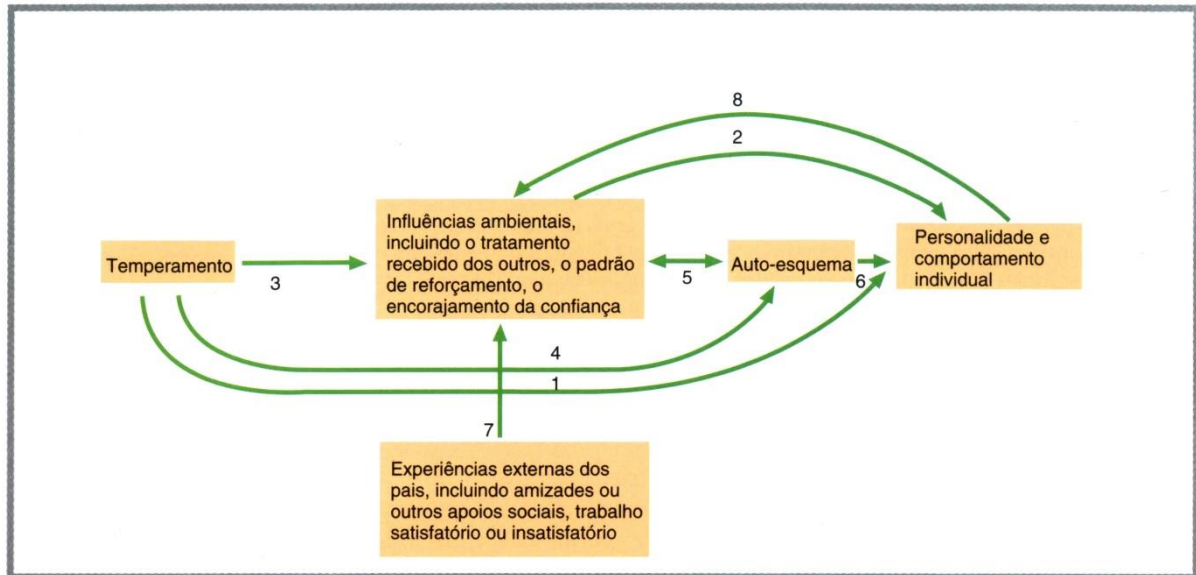 8
2
Influências ambientais,
incluindo o tratamento
recebido dos outros, o padrão
de reforçamento, o
encorajamento da confiança
Temperamento
3
5
Auto-esquema
6
Personalidade e
comportamento
individual
4
1
7
Experiências externas dos
pais, incluindo amizades ou
outros apoios sociais, trabalho
satisfatório ou insatisfatório